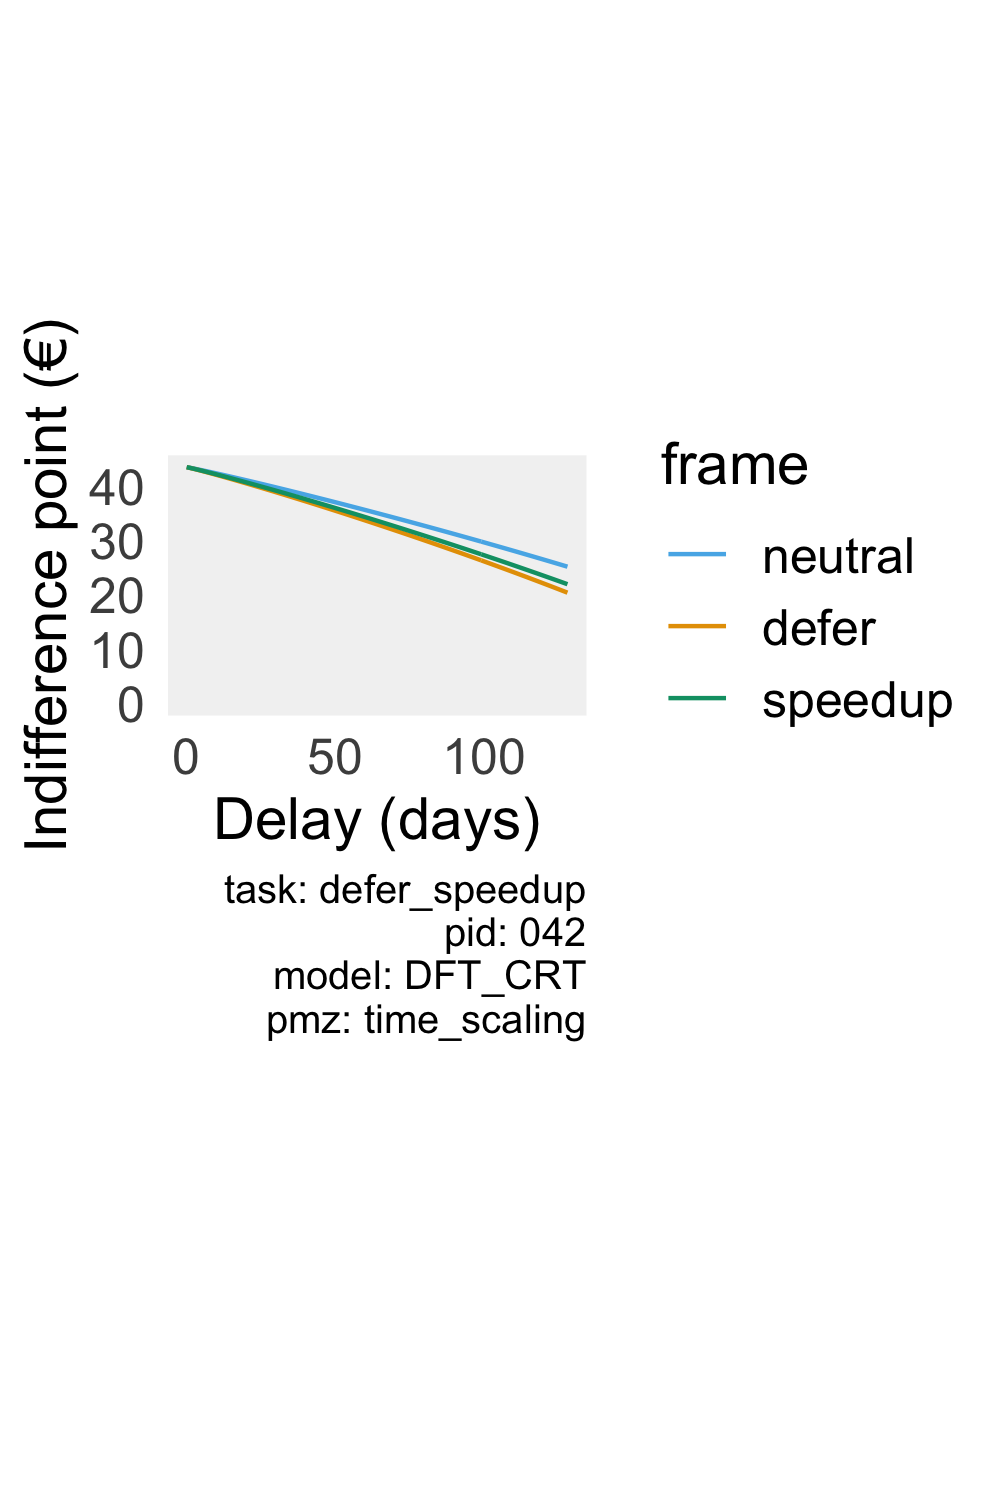 Indifference point (€)
40
30
20
10
0
0 50 100
Delay (days)
frame
neutral
defer
speedup
task: defer_speedup
pid: 042
model: DFT_CRT
pmz: time_scaling